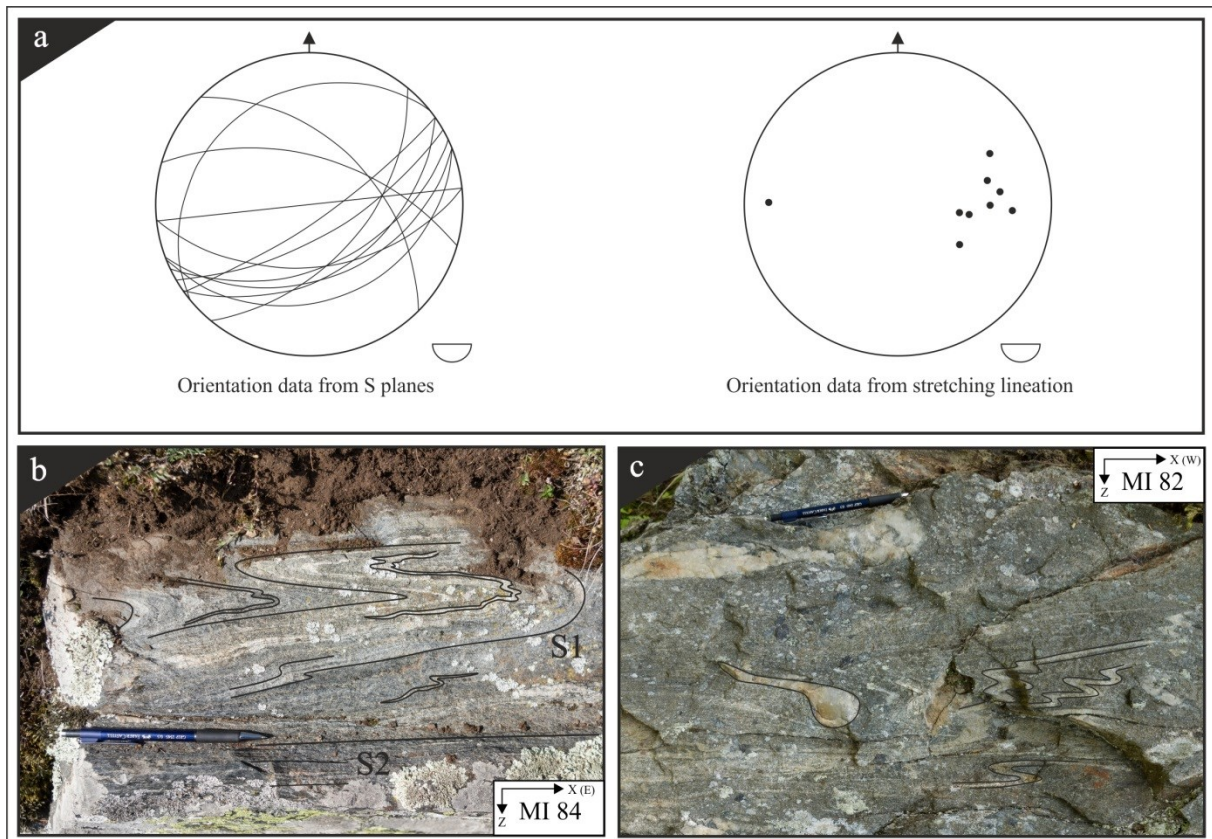 a
Orientation data from S planes
Orientation data from stretching lineation
b
S1
S2
X (E)
Z
MI 84
c
X (W)
Z
MI 82